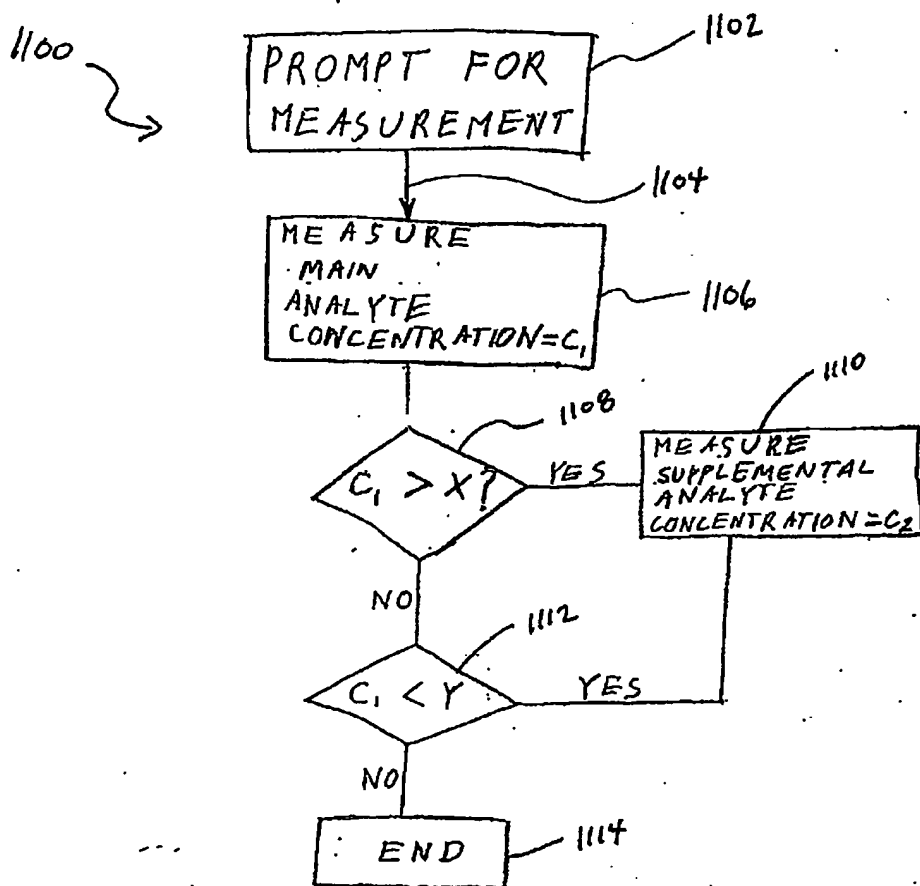 1100
1102
PROMPT FOR
MEASUREMENT
1104
MEASURE
MAIN
ANALYTE
CONCENTRATION=C₁
1106
1108
C₁ > X?
YES
1110
MEASURE
SUPPLEMENTAL
ANALYTE
CONCENTRATION=C₂
NO
1112
C₁ < Y
YES
NO
END
1114